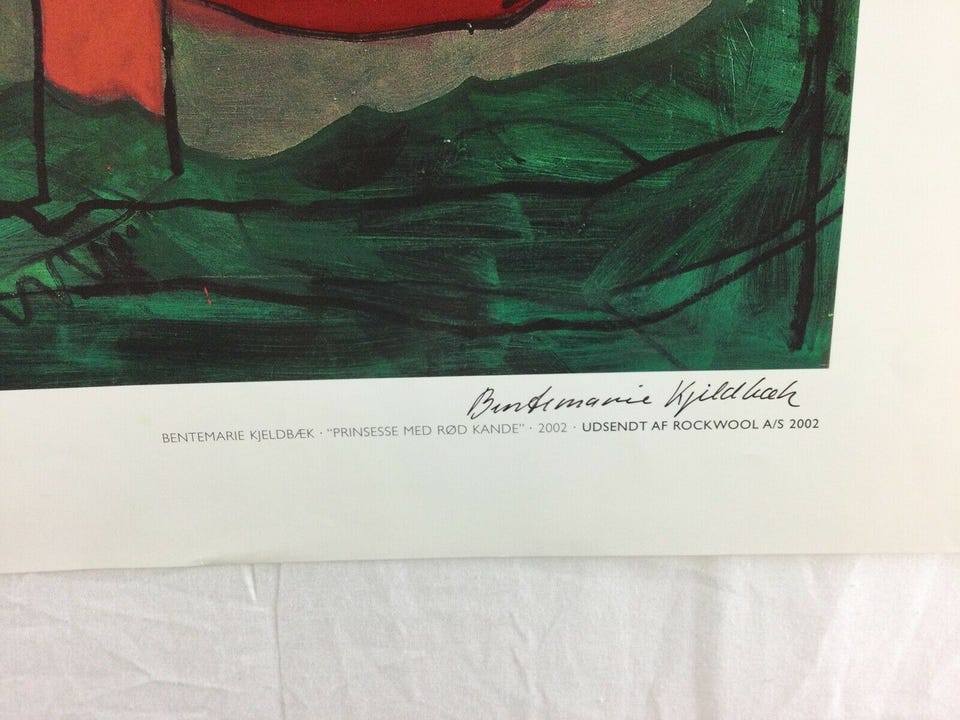 Bentemarie Kjeldbæk
BENTEMARIE KJELDBÆK · "PRINSESSE MED RØD KANDE" · 2002 · UDSENDT AF ROCKWOOL A/S 2002